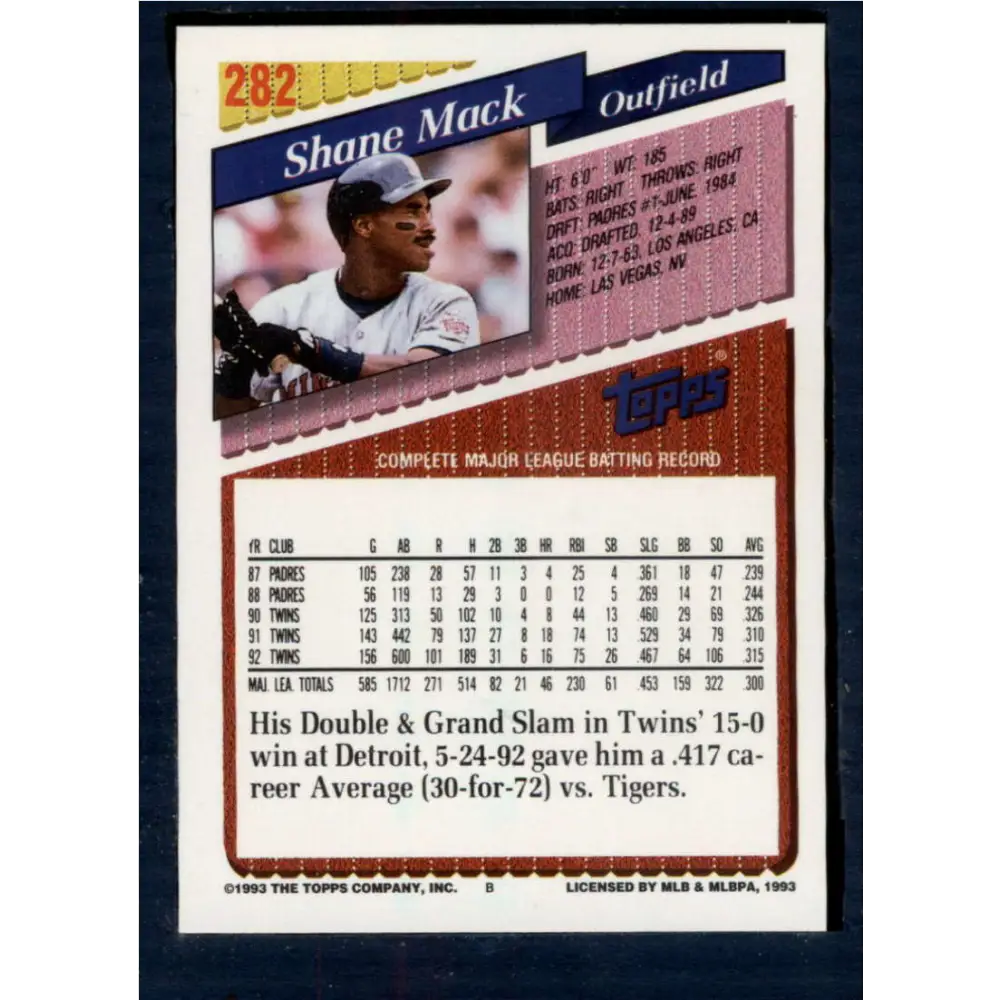 282
Shane Mack
Outfield
HT: 6'0" WT: 185
BATS: RIGHT THROWS: RIGHT
DRFT: PADRES #1-JUNE, 1984
ACQ: DRAFTED, 12-4-89
BORN: 12-7-63, LOS ANGELES, CA
HOME: LAS VEGAS, NV
Topps®
COMPLETE MAJOR LEAGUE BATTING RECORD
YR CLUB G AB R H 2B 3B HR RBI SB SLG BB SO AVG
87 PADRES 105 238 28 57 11 3 4 25 4 .361 18 47 .239
88 PADRES 56 119 13 29 3 0 0 12 5 .269 14 21 .244
90 TWINS 125 313 50 102 10 4 8 44 13 .460 29 69 .326
91 TWINS 143 442 79 137 27 8 18 74 13 .529 34 79 .310
92 TWINS 156 600 101 189 31 6 16 75 26 .467 64 106 .315
MAJ. LEA. TOTALS 585 1712 271 514 82 21 46 230 61 .453 159 322 .300
His Double & Grand Slam in Twins' 15-0
win at Detroit, 5-24-92 gave him a .417 ca-
reer Average (30-for-72) vs. Tigers.
©1993 THE TOPPS COMPANY, INC. B LICENSED BY MLB & MLBPA, 1993